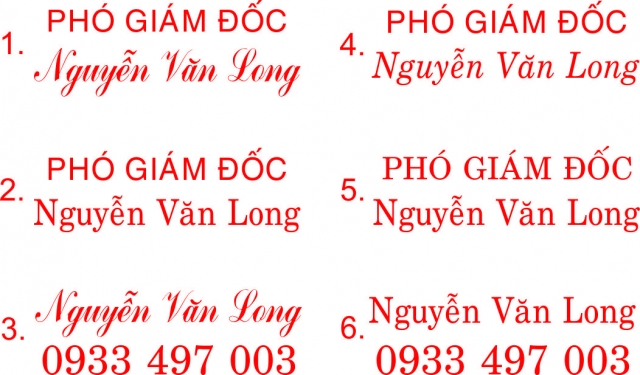 1. PHÓ GIÁM ĐỐC
Nguyễn Văn Long
2. PHÓ GIÁM ĐỐC
Nguyễn Văn Long
3. Nguyễn Văn Long
0933 497 003
4. PHÓ GIÁM ĐỐC
Nguyễn Văn Long
5. PHÓ GIÁM ĐỐC
Nguyễn Văn Long
6. Nguyễn Văn Long
0933 497 003